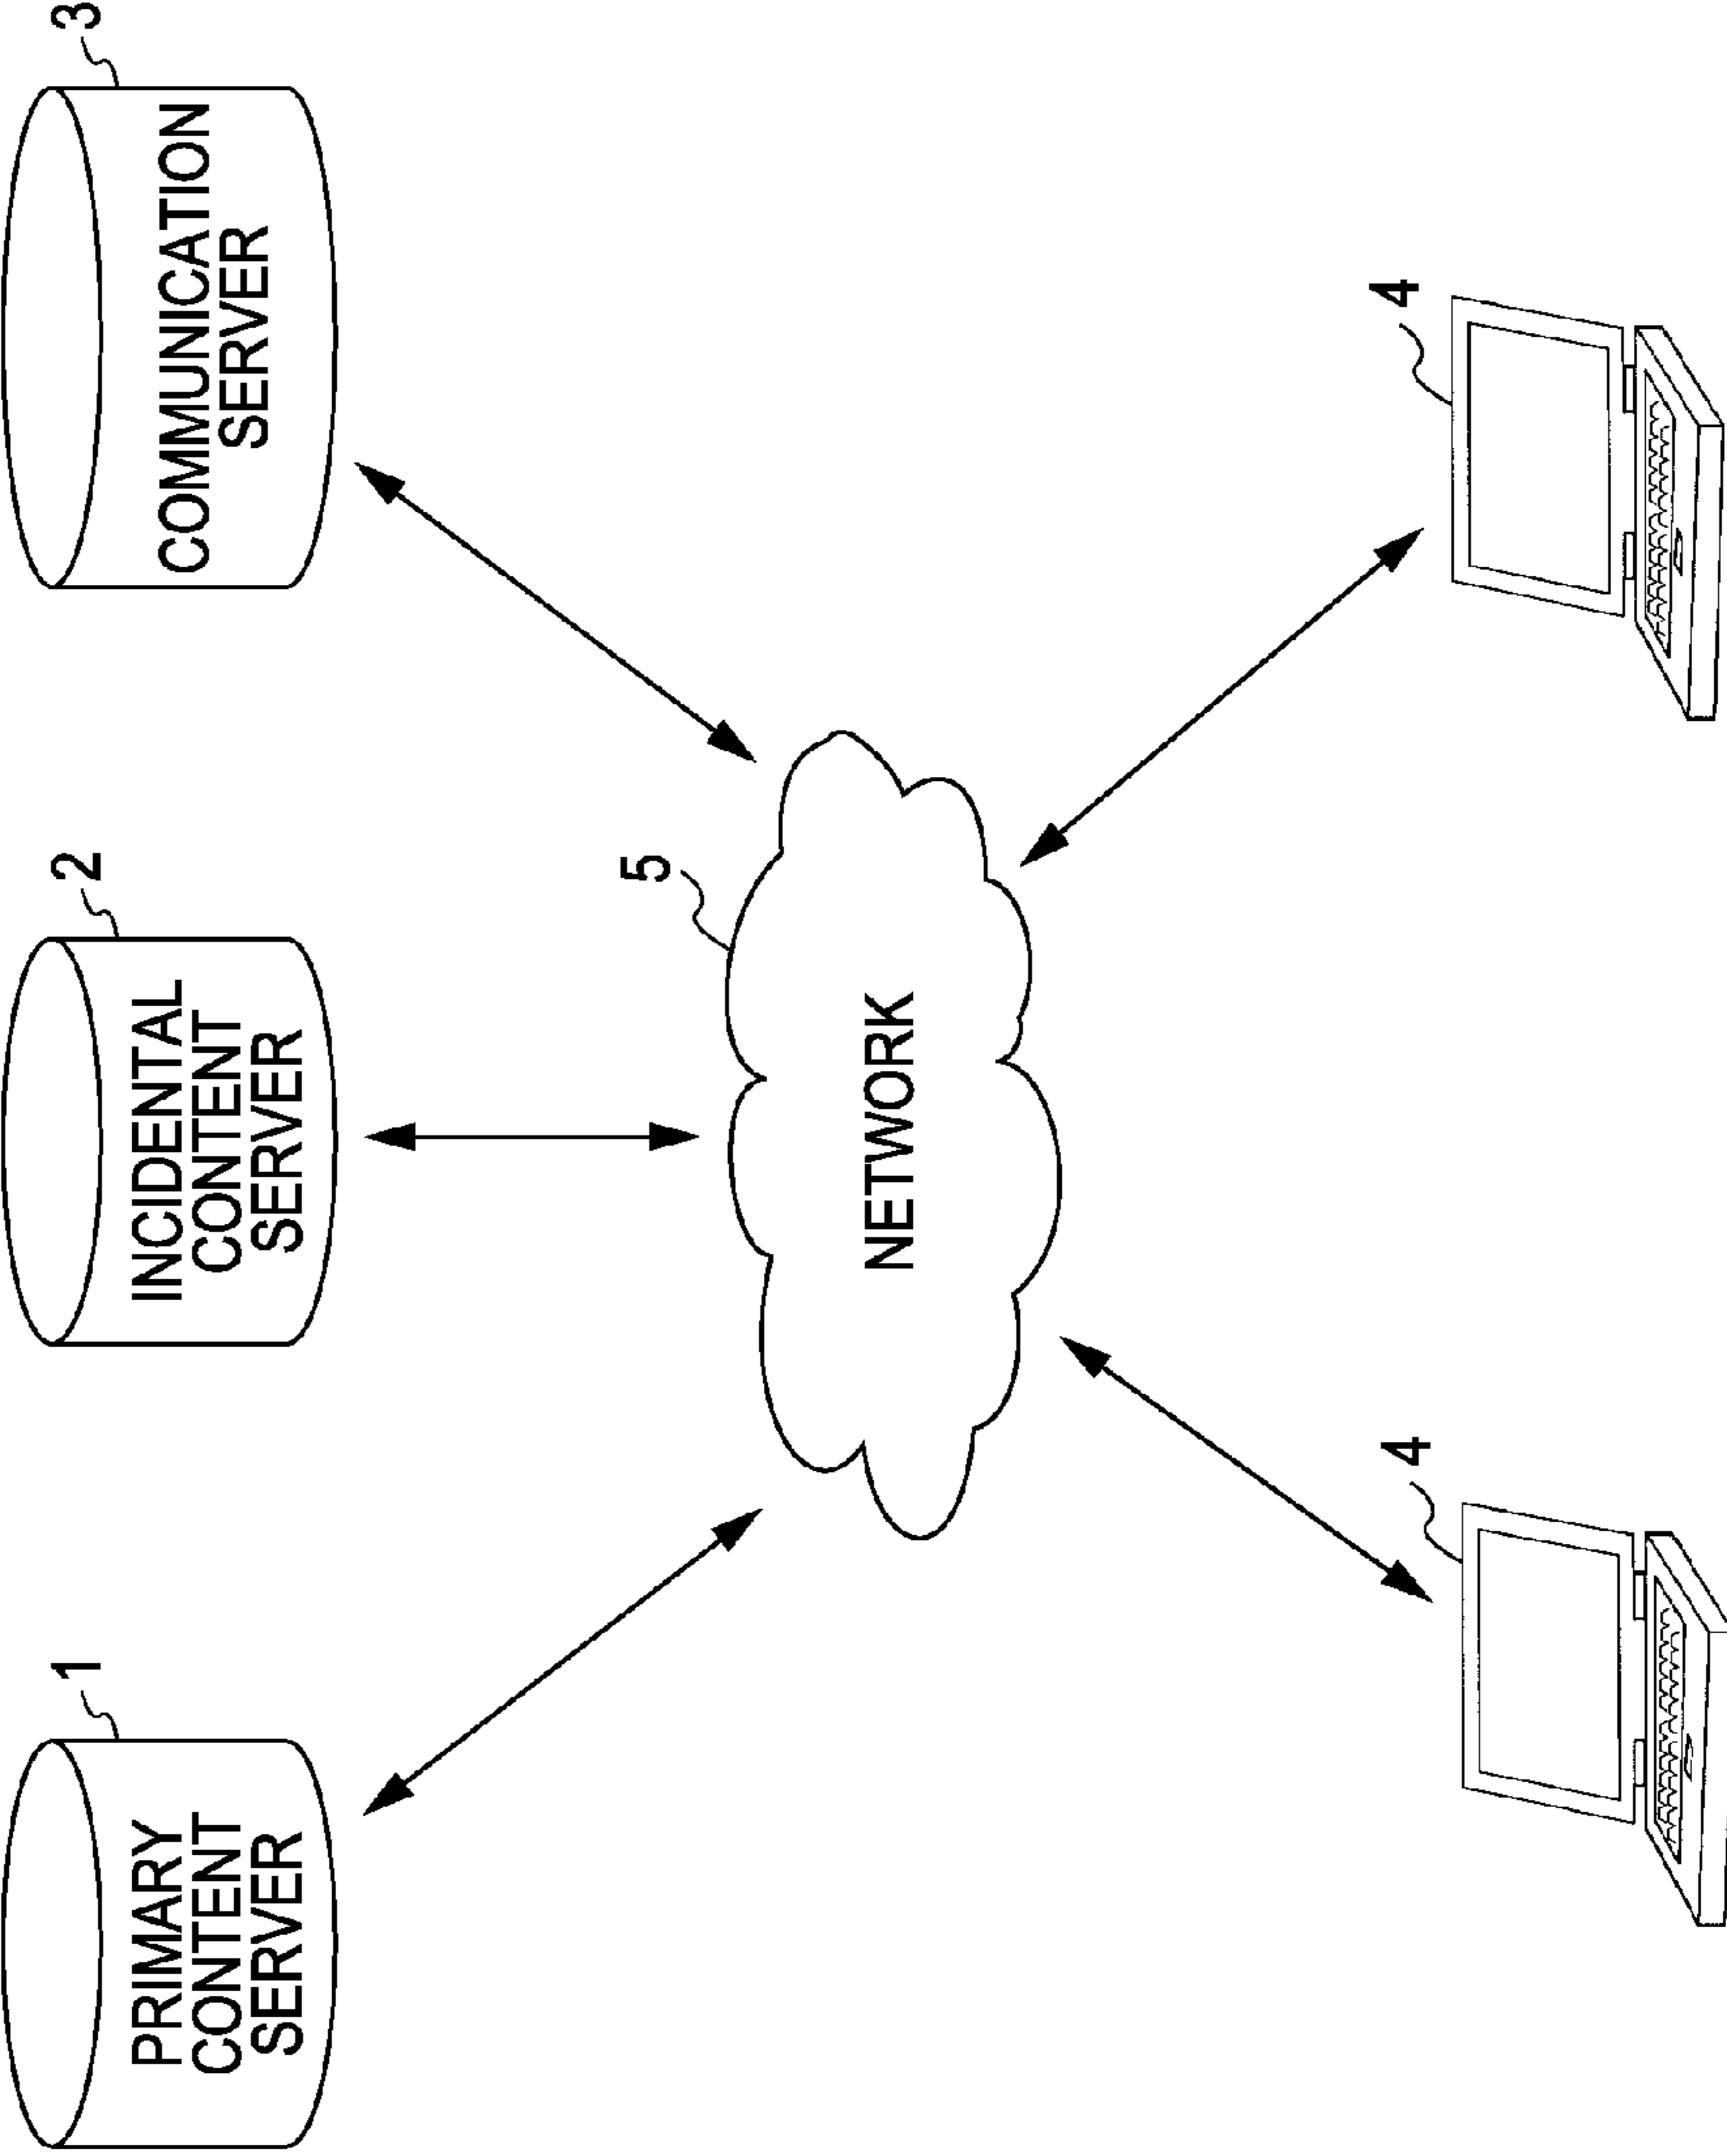 1
PRIMARY
CONTENT
SERVER
2
INCIDENTAL
CONTENT
SERVER
3
COMMUNICATION
SERVER
5
NETWORK
4
4